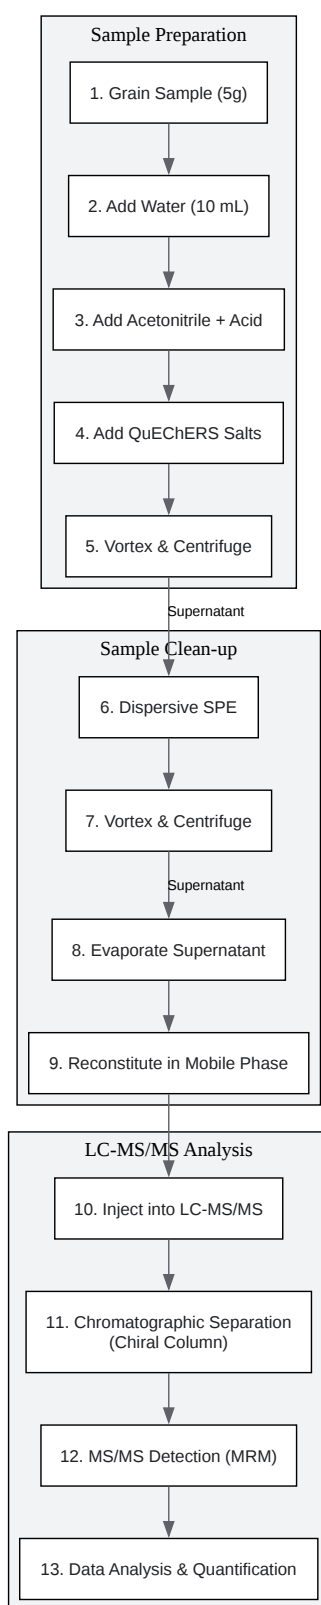 Sample Preparation
1. Grain Sample (5g)
2. Add Water (10 mL)
3. Add Acetonitrile + Acid
4. Add QuEChERS Salts
5. Vortex & Centrifuge
Supernatant
Sample Clean-up
6. Dispersive SPE
7. Vortex & Centrifuge
Supernatant
8. Evaporate Supernatant
9. Reconstitute in Mobile Phase
LC-MS/MS Analysis
10. Inject into LC-MS/MS
11. Chromatographic Separation
(Chiral Column)
12. MS/MS Detection (MRM)
13. Data Analysis & Quantification